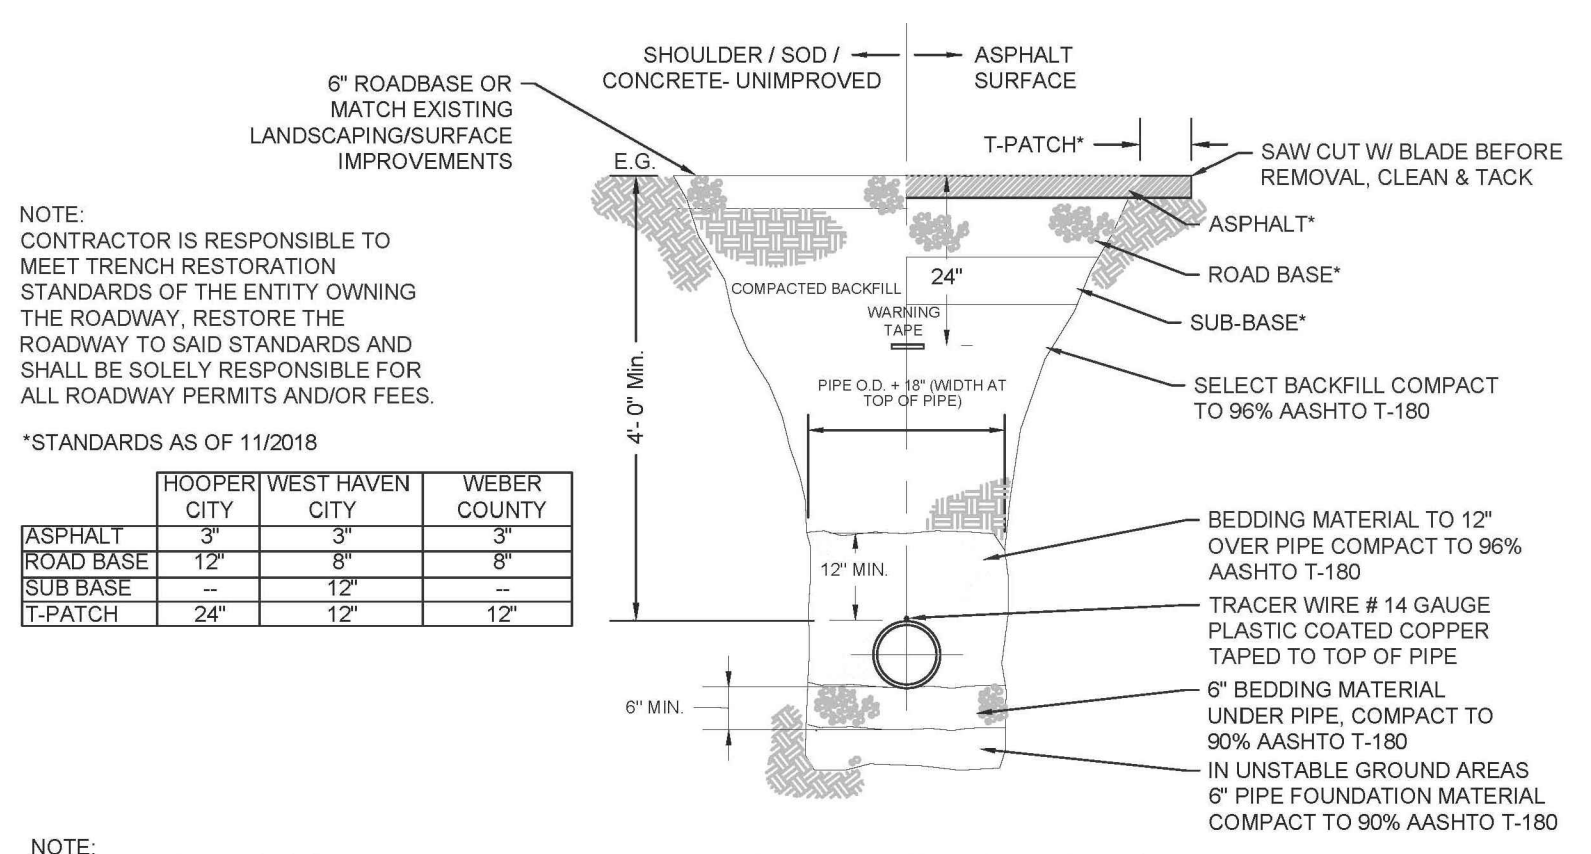 SHOULDER / SOD /
CONCRETE- UNIMPROVED
ASPHALT
SURFACE
6" ROADBASE OR
MATCH EXISTING
LANDSCAPING/SURFACE
IMPROVEMENTS
E.G.
T-PATCH*
SAW CUT W/ BLADE BEFORE
REMOVAL, CLEAN & TACK
ASPHALT*
ROAD BASE*
SUB-BASE*
SELECT BACKFILL COMPACT
TO 96% AASHTO T-180
NOTE:
CONTRACTOR IS RESPONSIBLE TO
MEET TRENCH RESTORATION
STANDARDS OF THE ENTITY OWNING
THE ROADWAY, RESTORE THE
ROADWAY TO SAID STANDARDS AND
SHALL BE SOLELY RESPONSIBLE FOR
ALL ROADWAY PERMITS AND/OR FEES.
*STANDARDS AS OF 11/2018
HOOPER CITY WEST HAVEN CITY WEBER COUNTY
ASPHALT 3" 3" 3"
ROAD BASE 12" 8" 8"
SUB BASE -- 12" --
T-PATCH 24" 12" 12"
24"
COMPACTED BACKFILL
WARNING
TAPE
4'- 0" Min.
PIPE O.D. + 18" (WIDTH AT
TOP OF PIPE)
12" MIN.
6" MIN.
BEDDING MATERIAL TO 12"
OVER PIPE COMPACT TO 96%
AASHTO T-180
TRACER WIRE # 14 GAUGE
PLASTIC COATED COPPER
TAPED TO TOP OF PIPE
6" BEDDING MATERIAL
UNDER PIPE, COMPACT TO
90% AASHTO T-180
IN UNSTABLE GROUND AREAS
6" PIPE FOUNDATION MATERIAL
COMPACT TO 90% AASHTO T-180
NOTE: